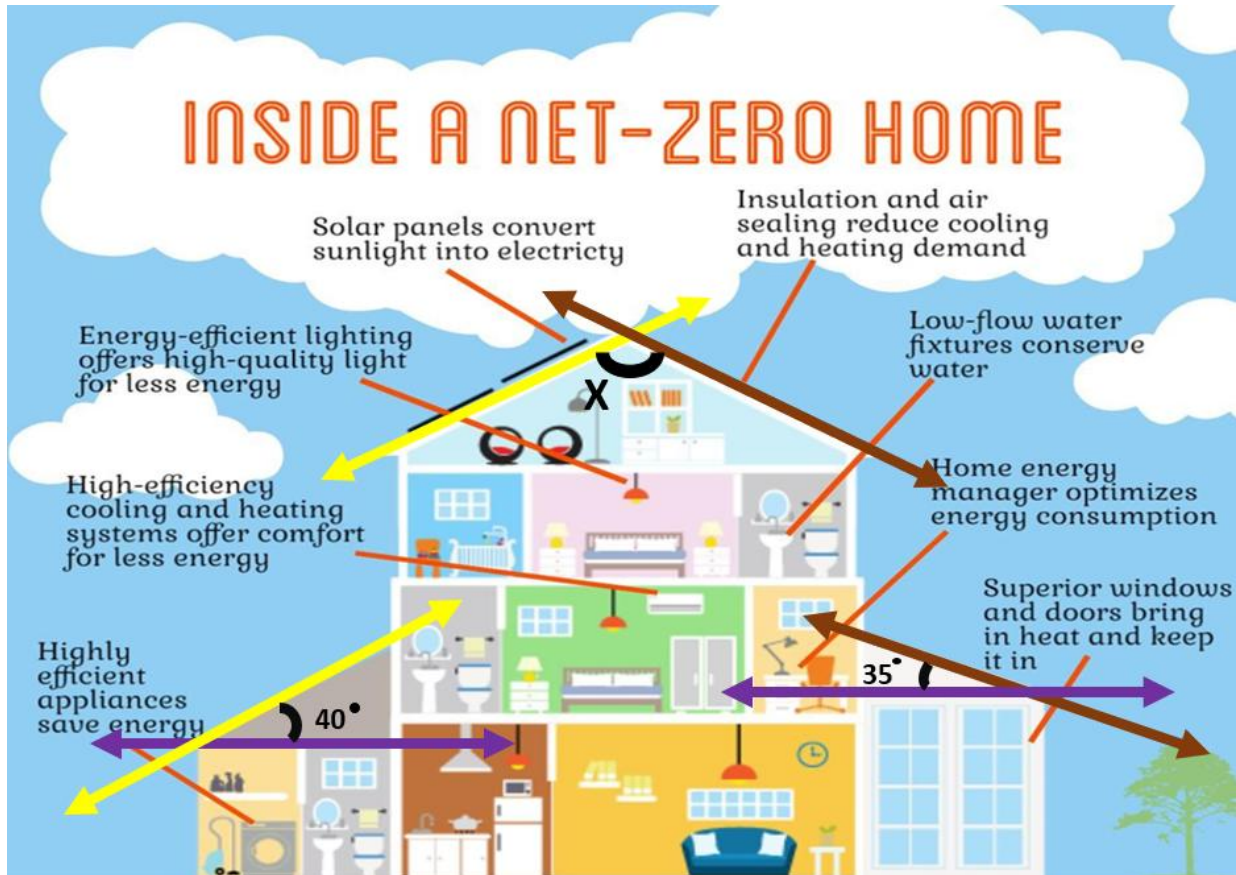 INSIDE A NET-ZERO HOME
Solar panels convert
sunlight into electricty
Insulation and air
sealing reduce cooling
and heating demand
Energy-efficient lighting
offers high-quality light
for less energy
Low-flow water
fixtures conserve
water
X
High-efficiency
cooling and heating
systems offer comfort
for less energy
Home energy
manager optimizes
energy consumption
Superior windows
and doors bring
in heat and keep
it in
Highly
efficient
appliances
save energy
35°
40°